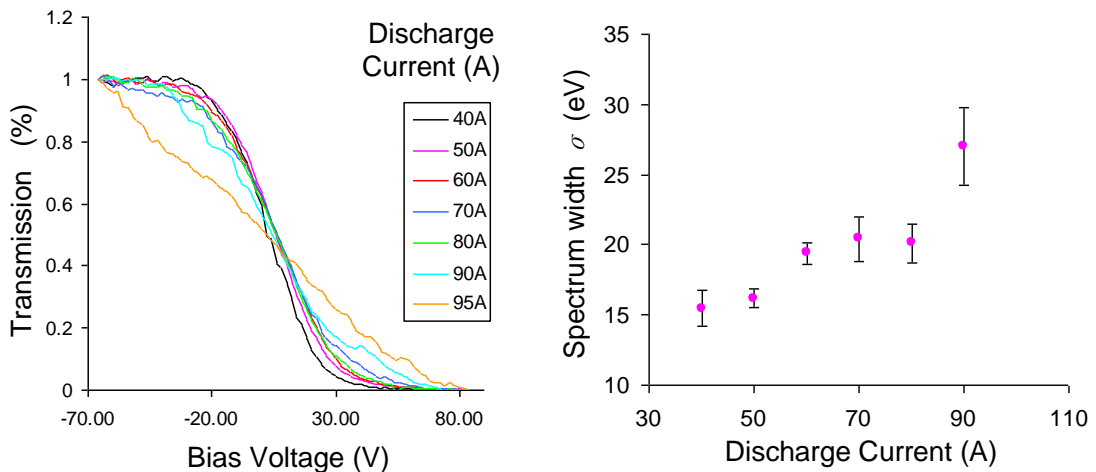 1.2
1
0.8
0.6
0.4
0.2
0
Transmission (%)
-70.00 -20.00 30.00 80.00
Bias Voltage (V)
Discharge
Current (A)
40A
50A
60A
70A
80A
90A
95A
35
30
25
20
15
10
Spectrum width σ (eV)
30 50 70 90 110
Discharge Current (A)